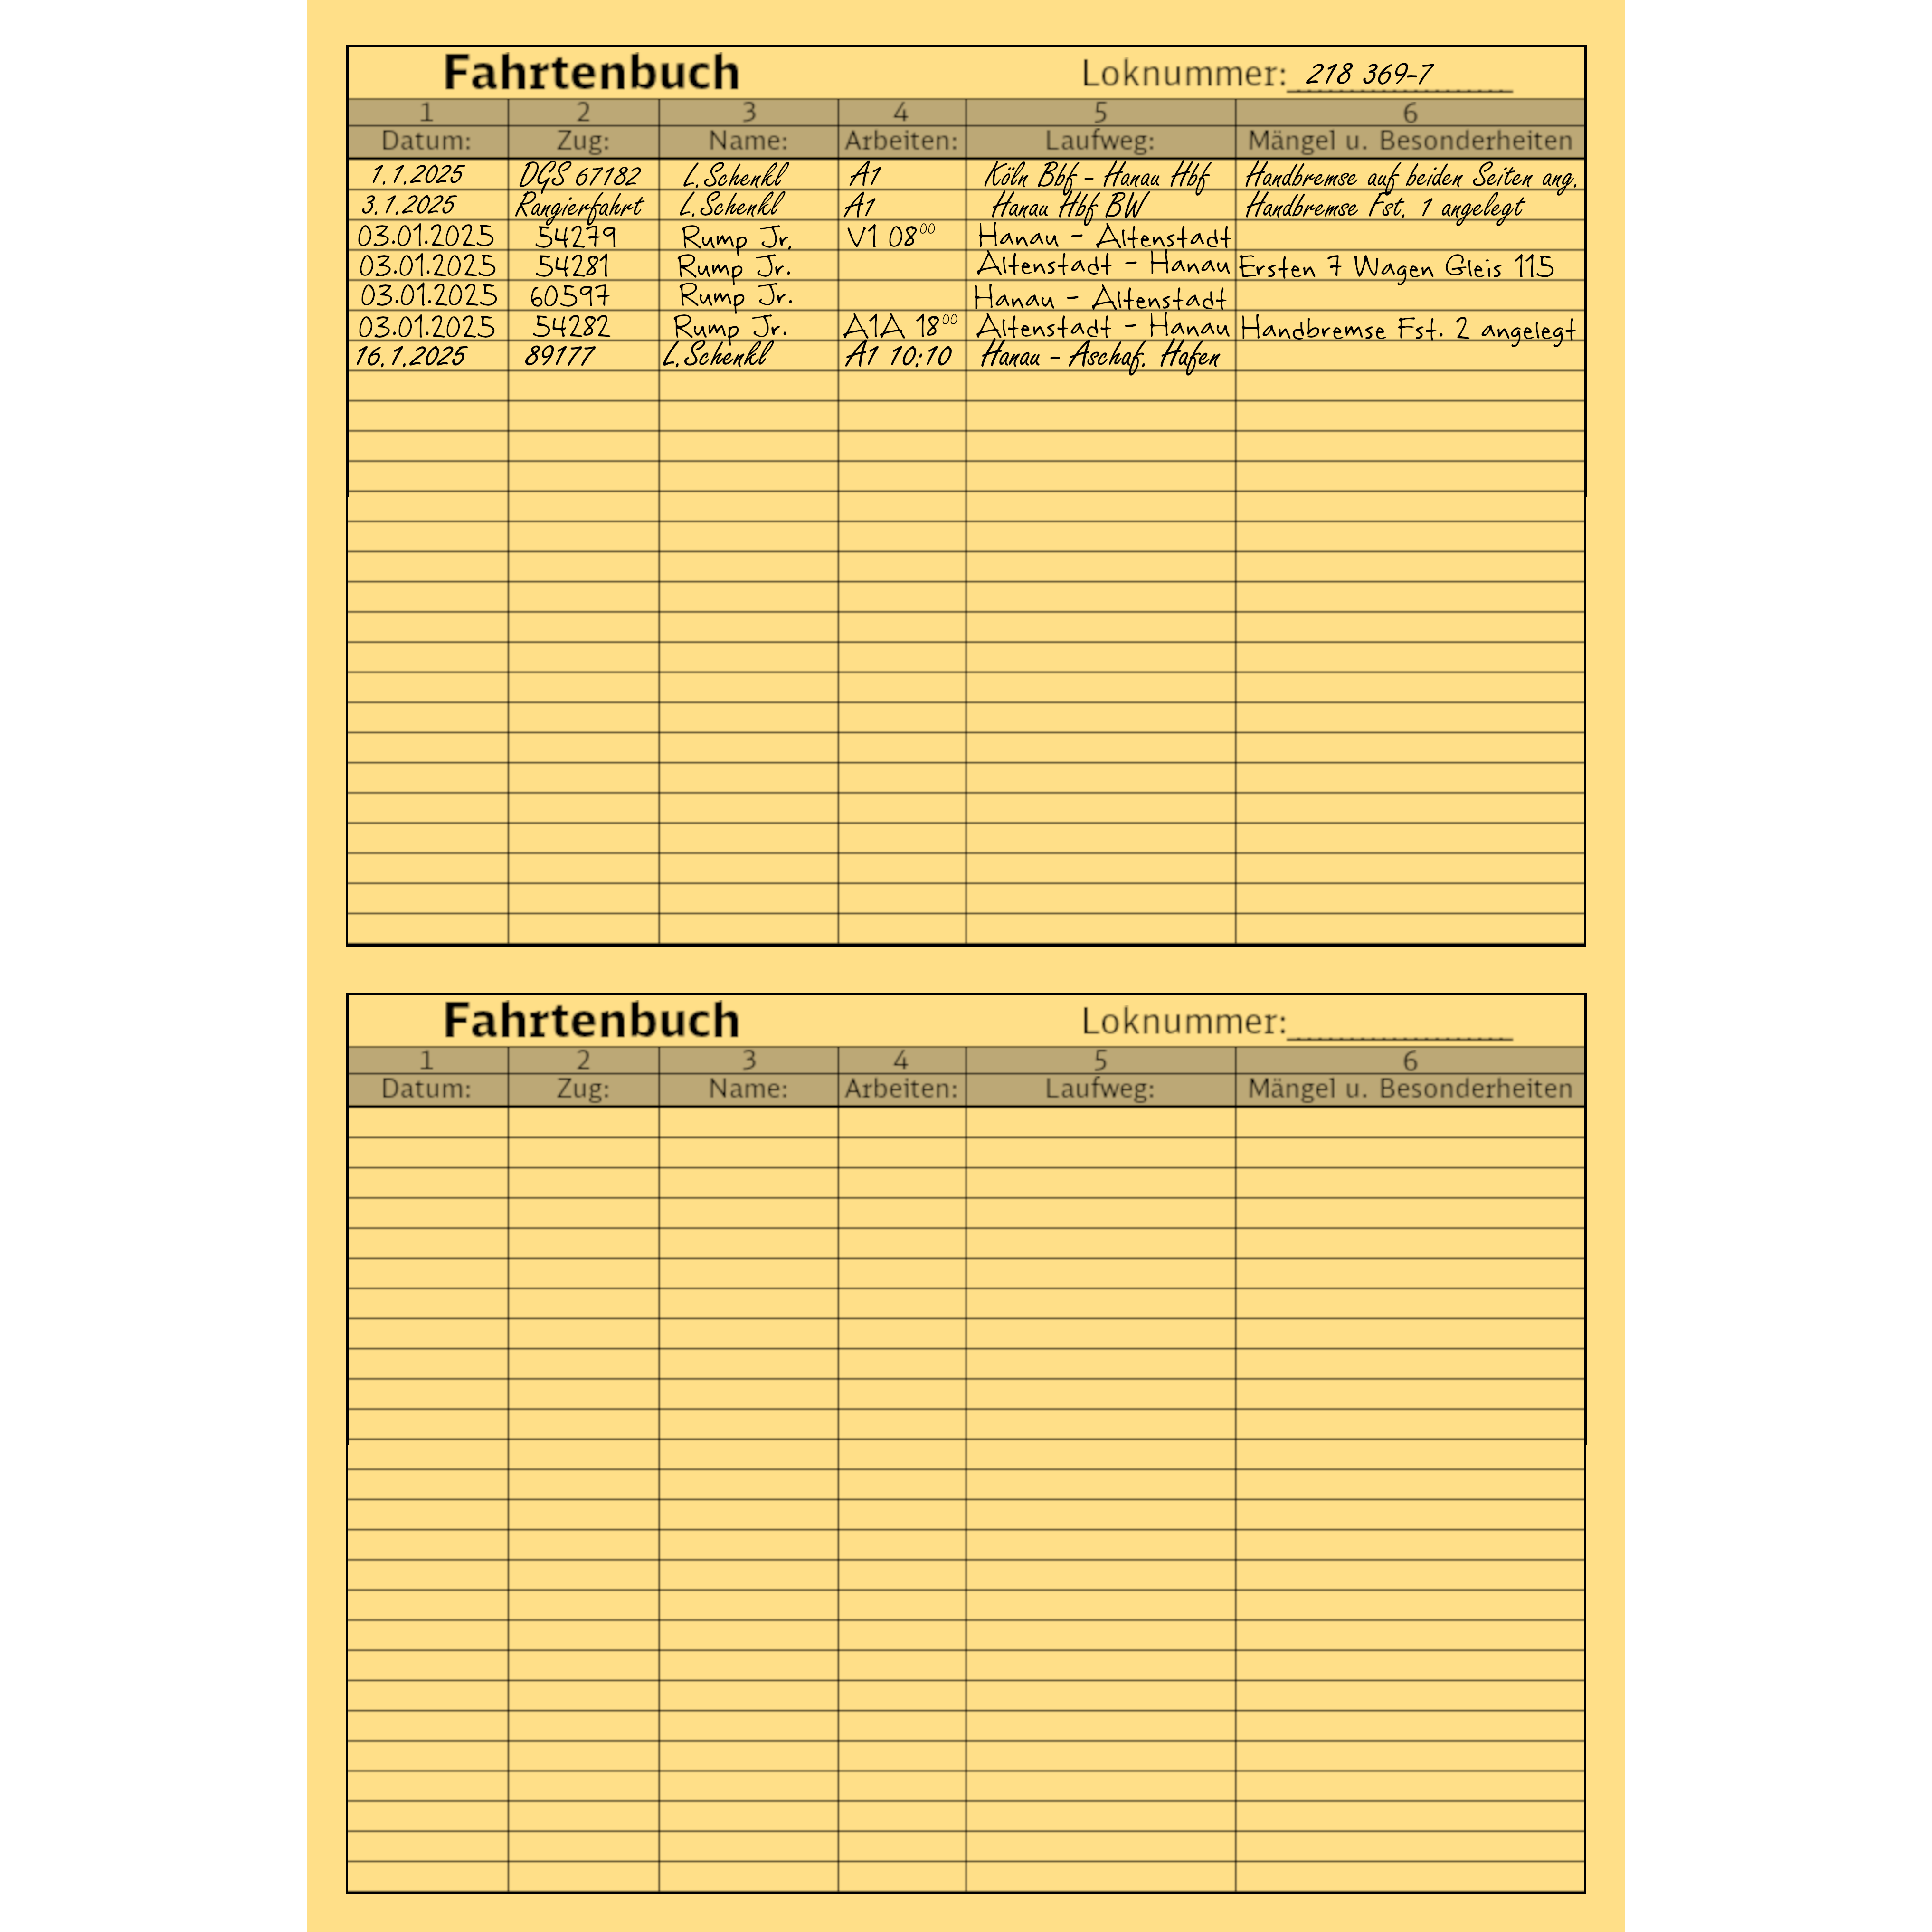 Fahrtenbuch Loknummer: 218 369-7
1 2 3 4 5 6
Datum: Zug: Name: Arbeiten: Laufweg: Mängel u. Besonderheiten
1.1.2025 DGS 67182 L.Schenkl A1 Köln Bbf - Hanau Hbf Handbremse auf beiden Seiten ang.
3.1.2025 Rangierfahrt L.Schenkl A1 Hanau Hbf BW Handbremse Fst. 1 angelegt
03.01.2025 54279 Rump Jr. V1 08⁰⁰ Hanau - Altenstadt
03.01.2025 54281 Rump Jr. Altenstadt - Hanau Ersten 7 Wagen Gleis 115
03.01.2025 60597 Rump Jr. Hanau - Altenstadt
03.01.2025 54282 Rump Jr. A1A 18⁰⁰ Altenstadt - Hanau Handbremse Fst. 2 angelegt
16.1.2025 89177 L.Schenkl A1 10:10 Hanau - Aschaf. Hafen
Fahrtenbuch Loknummer:
1 2 3 4 5 6
Datum: Zug: Name: Arbeiten: Laufweg: Mängel u. Besonderheiten